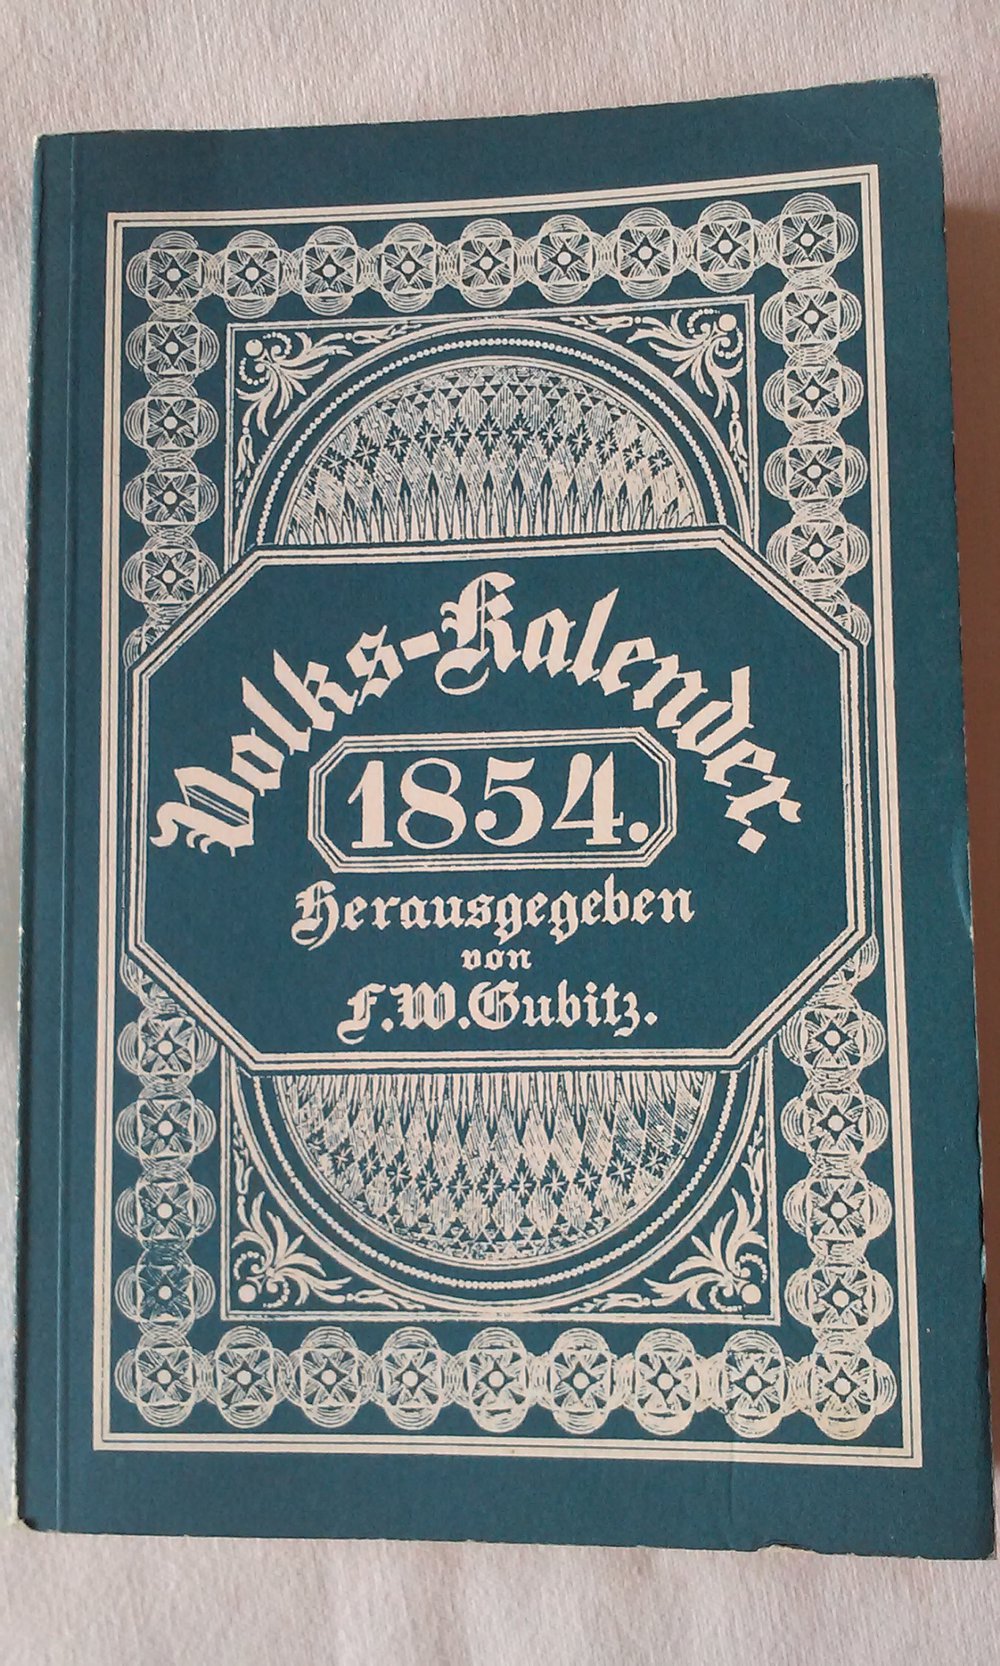 Volks-Kalender.
1854.
Herausgegeben
von
F.W.Gubitz.